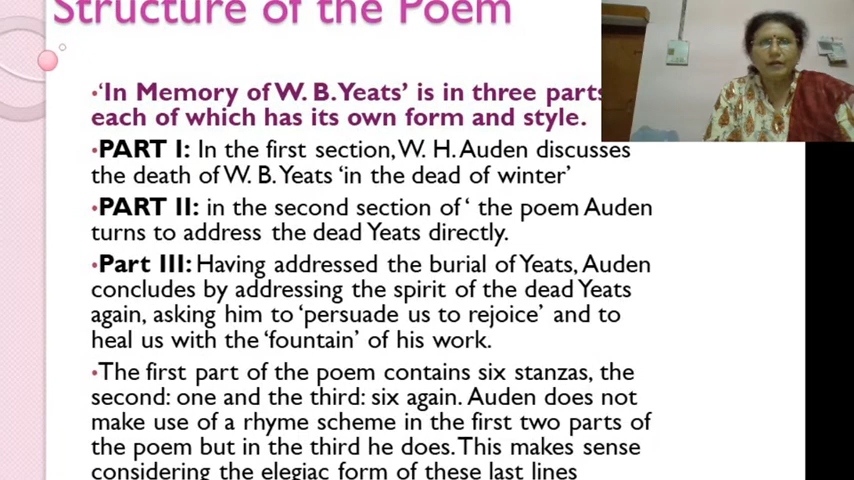 Structure of the Poem
•‘In Memory of W. B. Yeats’ is in three parts
each of which has its own form and style.
•PART I: In the first section, W. H. Auden discusses
the death of W. B. Yeats ‘in the dead of winter’
•PART II: in the second section of ‘ the poem Auden
turns to address the dead Yeats directly.
•Part III: Having addressed the burial of Yeats, Auden
concludes by addressing the spirit of the dead Yeats
again, asking him to ‘persuade us to rejoice’ and to
heal us with the ‘fountain’ of his work.
•The first part of the poem contains six stanzas, the
second: one and the third: six again. Auden does not
make use of a rhyme scheme in the first two parts of
the poem but in the third he does. This makes sense
considering the elegiac form of these last lines